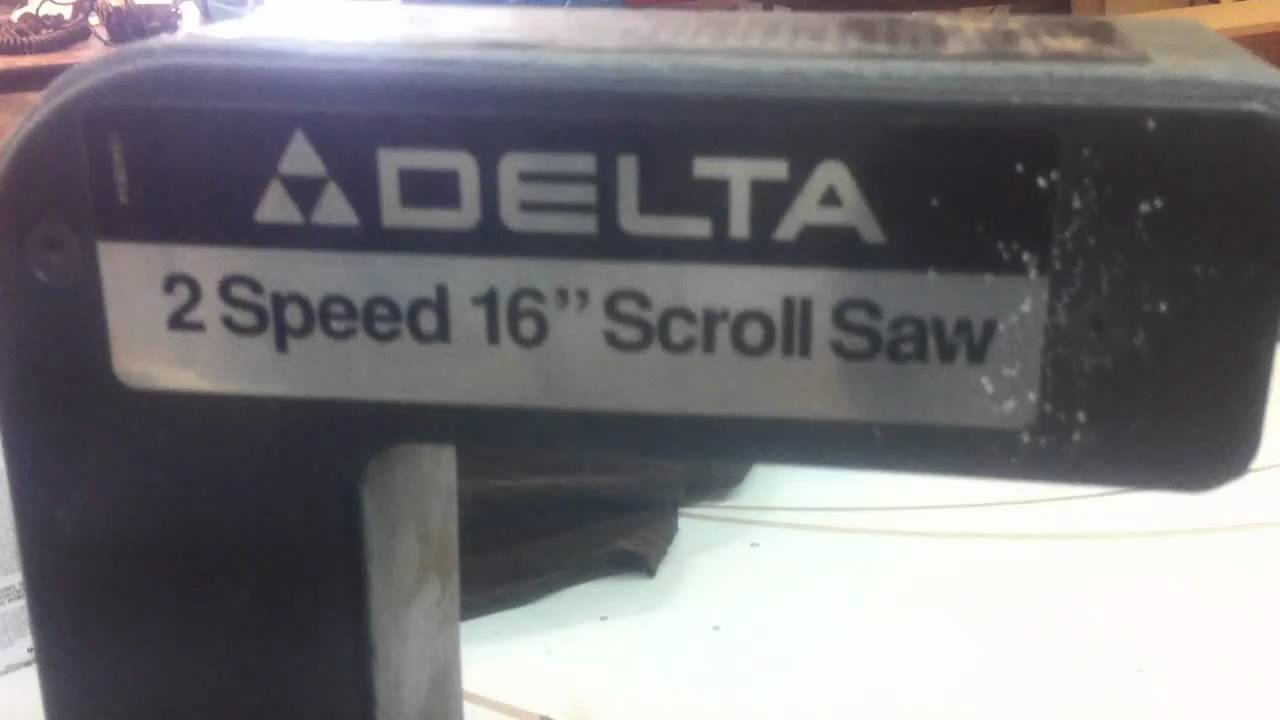 DELTA
2 Speed 16” Scroll Saw